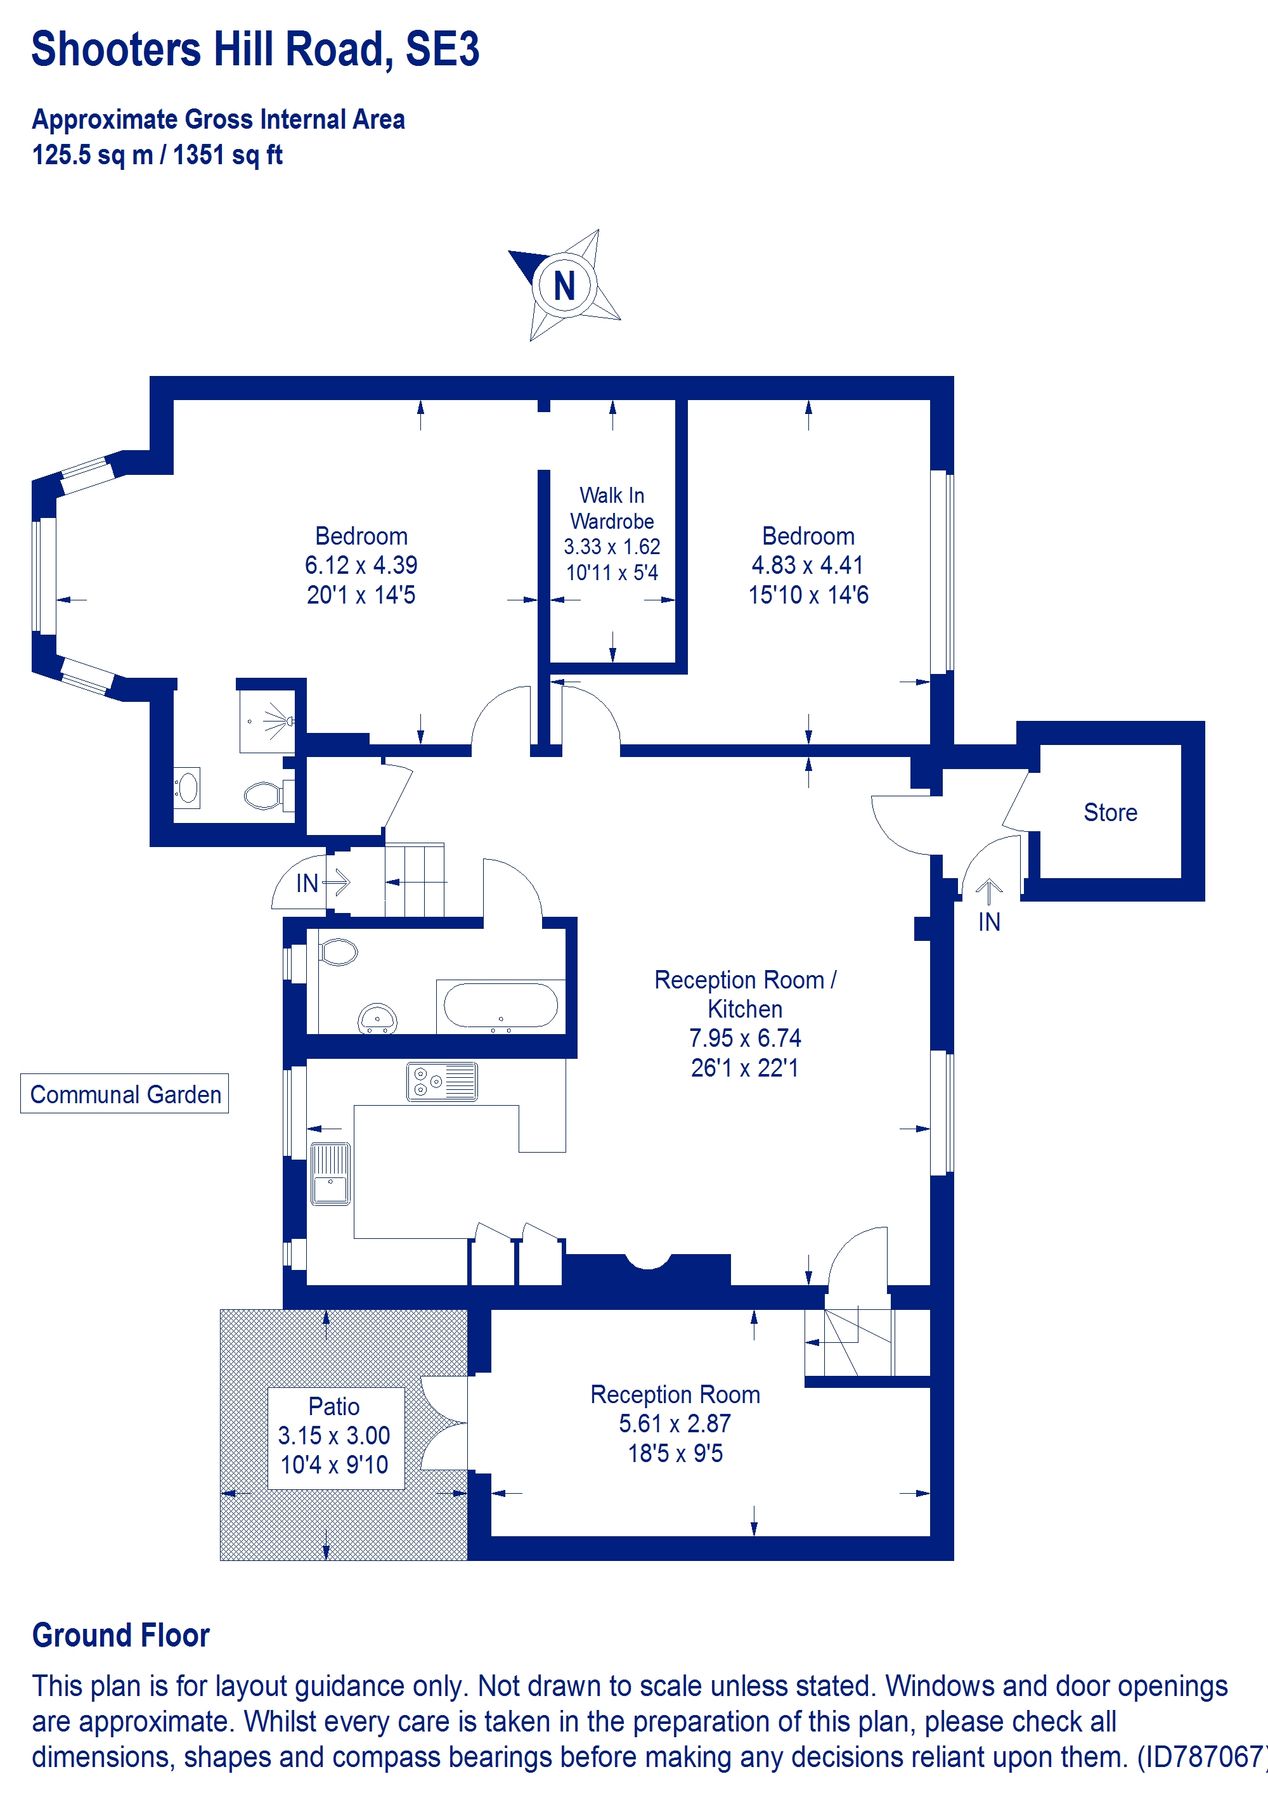 Shooters Hill Road, SE3
Approximate Gross Internal Area
125.5 sq m / 1351 sq ft
N
Bedroom
6.12 x 4.39
20'1 x 14'5
Walk In
Wardrobe
3.33 x 1.62
10'11 x 5'4
Bedroom
4.83 x 4.41
15'10 x 14'6
Store
IN
IN
Reception Room /
Kitchen
7.95 x 6.74
26'1 x 22'1
Communal Garden
Patio
3.15 x 3.00
10'4 x 9'10
Reception Room
5.61 x 2.87
18'5 x 9'5
Ground Floor
This plan is for layout guidance only. Not drawn to scale unless stated. Windows and door openings
are approximate. Whilst every care is taken in the preparation of this plan, please check all
dimensions, shapes and compass bearings before making any decisions reliant upon them. (ID787067)